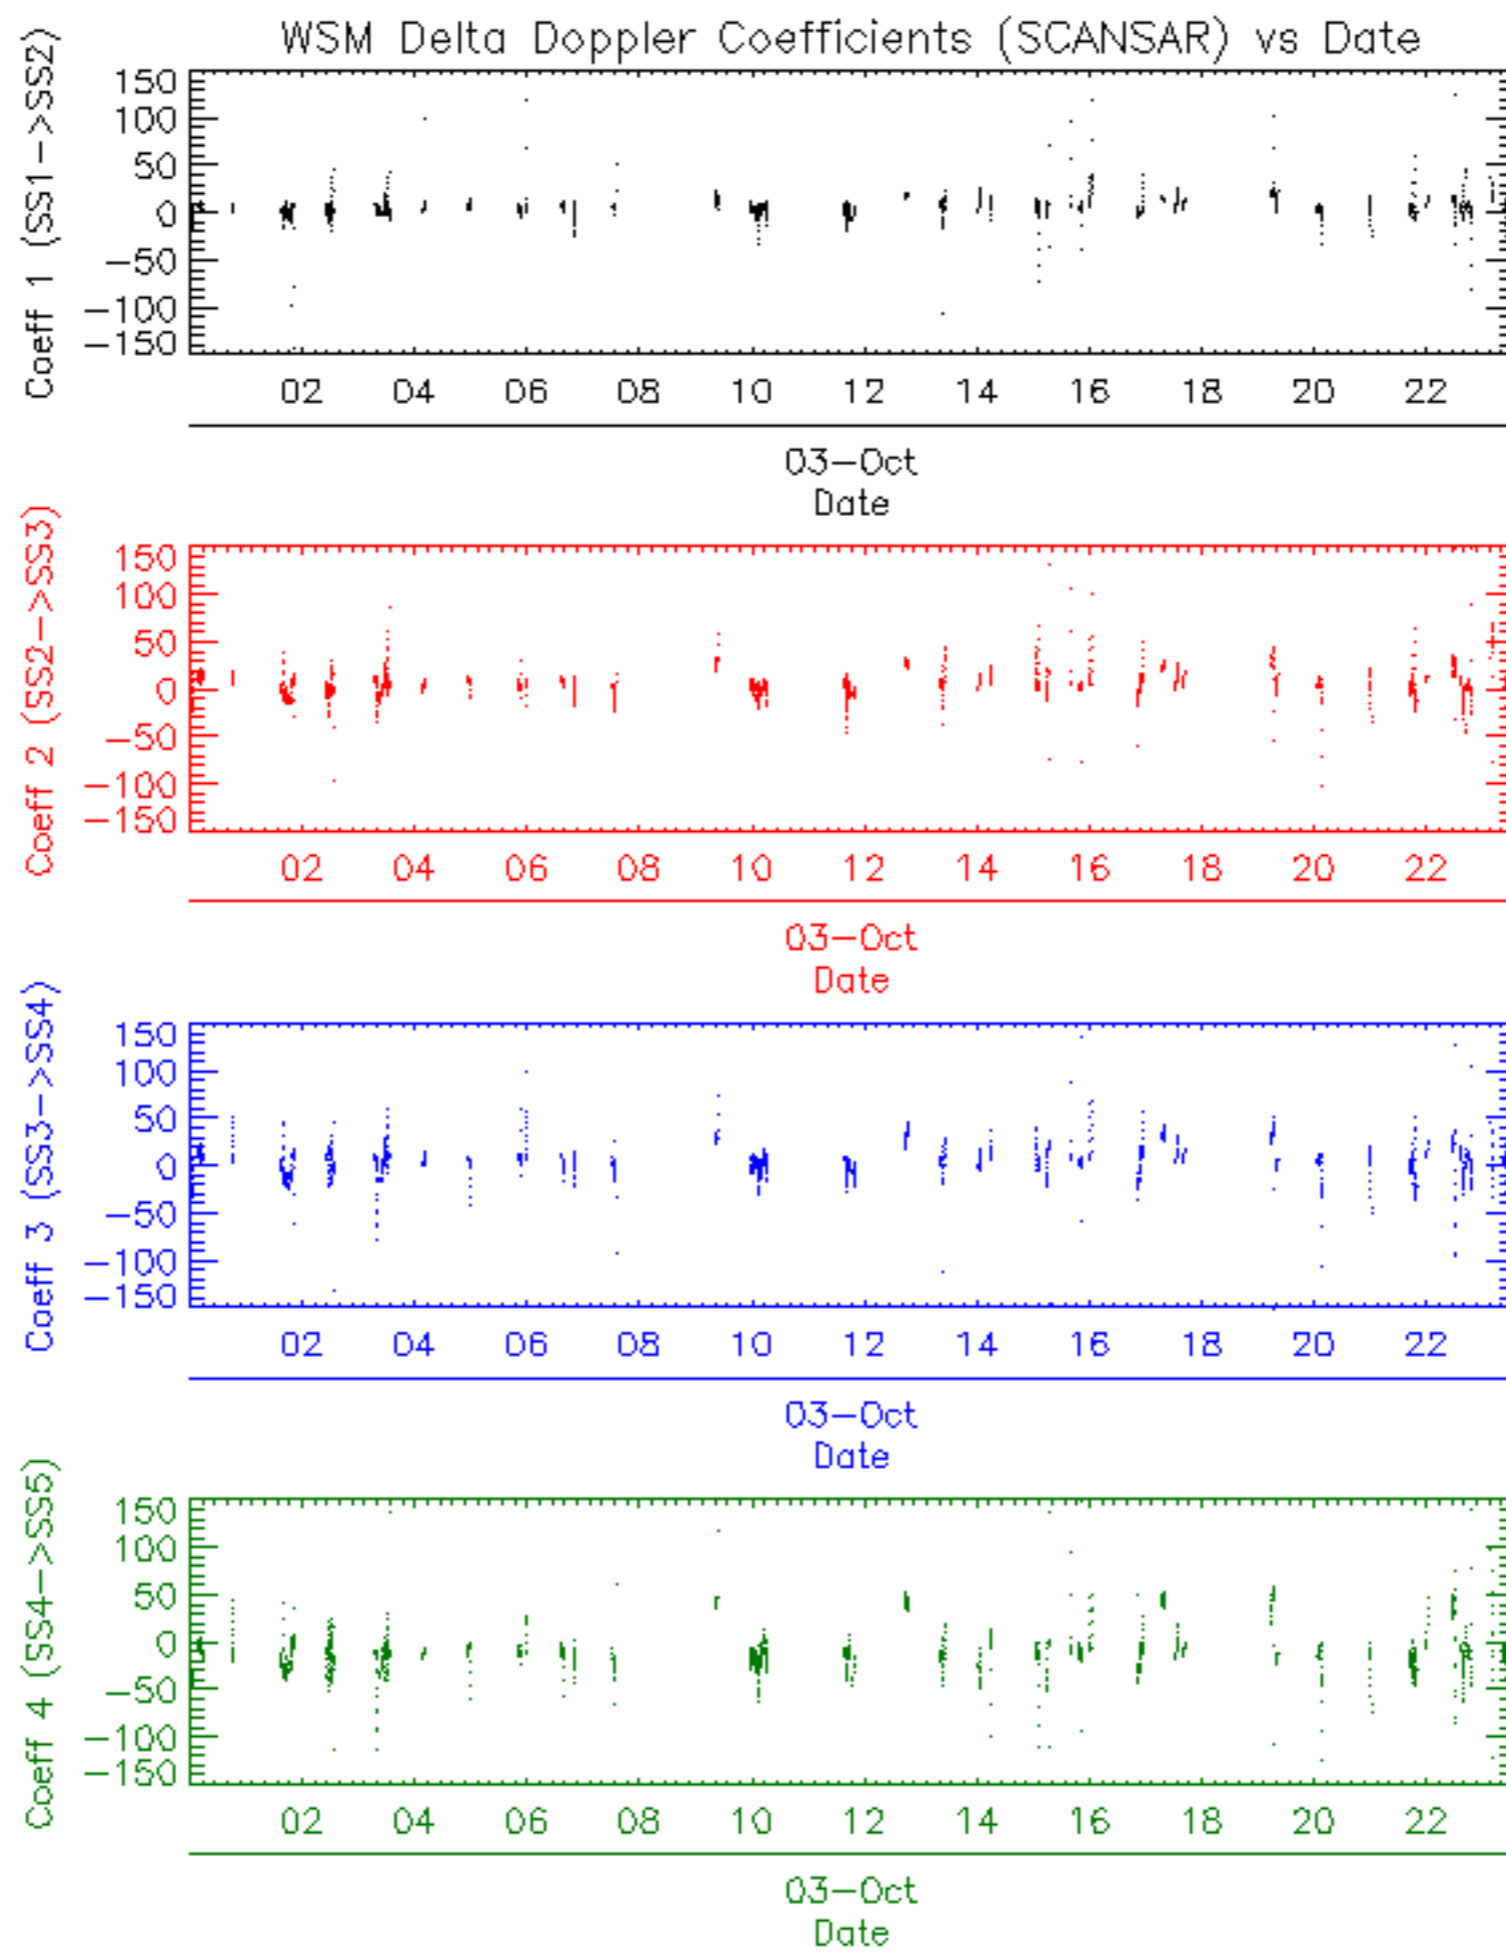 WSM Delta Doppler Coefficients (SCANSAR) vs Date
Coeff 1 (SS1->SS2)
150
100
50
0
-50
-100
-150
02 04 06 08 10 12 14 16 18 20 22
03-Oct
Date
Coeff 2 (SS2->SS3)
150
100
50
0
-50
-100
-150
02 04 06 08 10 12 14 16 18 20 22
03-Oct
Date
Coeff 3 (SS3->SS4)
150
100
50
0
-50
-100
-150
02 04 06 08 10 12 14 16 18 20 22
03-Oct
Date
Coeff 4 (SS4->SS5)
150
100
50
0
-50
-100
-150
02 04 06 08 10 12 14 16 18 20 22
03-Oct
Date